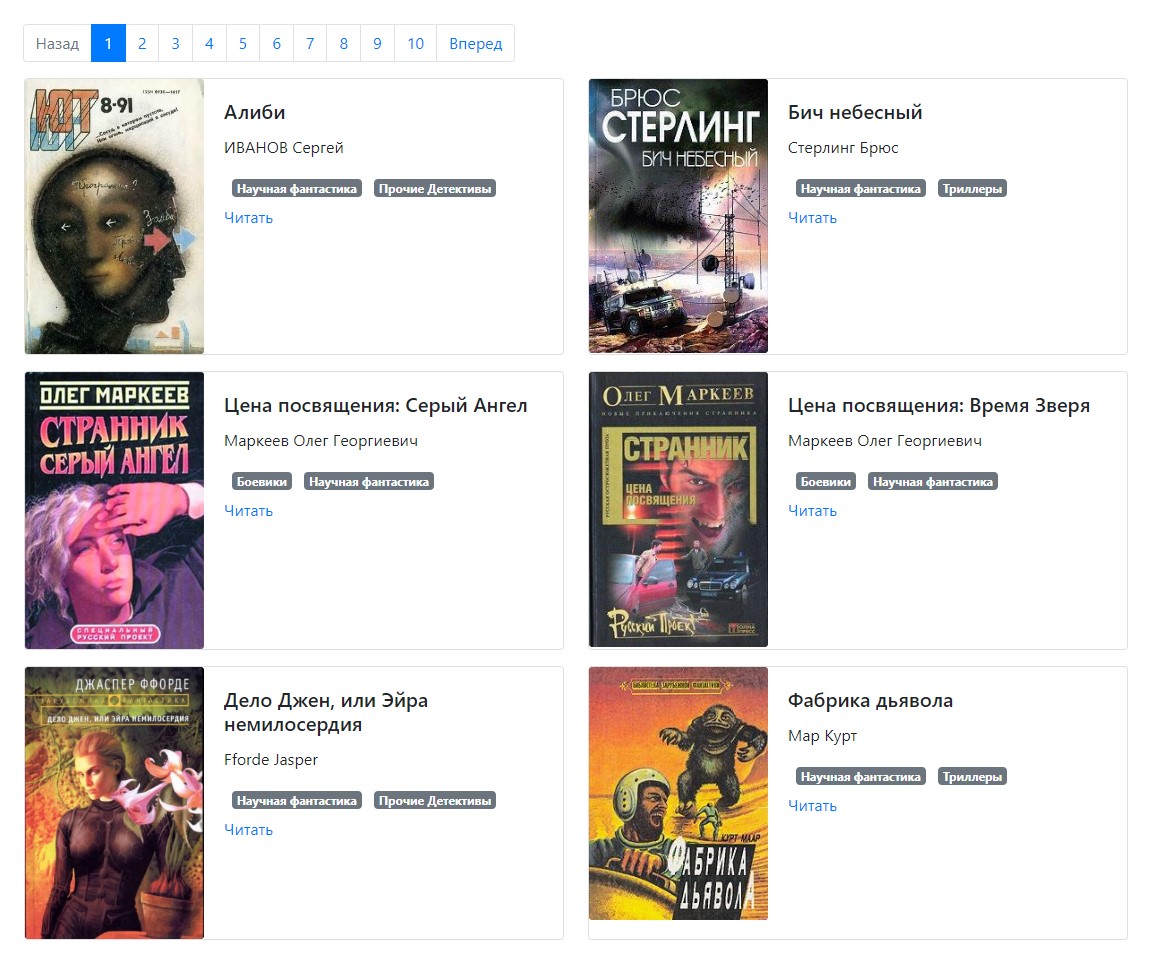 Назад 1 2 3 4 5 6 7 8 9 10 Вперед
ЮТ 8-91
Алиби
ИВАНОВ Сергей
Научная фантастика Прочие Детективы
Читать
БРЮС
СТЕРЛИНГ
БИЧ НЕБЕСНЫЙ
Бич небесный
Стерлинг Брюс
Научная фантастика Триллеры
Читать
ОЛЕГ МАРКЕЕВ
СТРАННИК
СЕРЫЙ АНГЕЛ
СПЕЦИАЛЬНЫЙ
РУССКИЙ ПРОЕКТ
Цена посвящения: Серый Ангел
Маркеев Олег Георгиевич
Боевики Научная фантастика
Читать
ОЛЕГ МАРКЕЕВ
НОВЫЕ ПРИКЛЮЧЕНИЯ СТРАННИКА
СТРАННИК
ЦЕНА
ПОСВЯЩЕНИЯ
Русский Проект
Цена посвящения: Время Зверя
Маркеев Олег Георгиевич
Боевики Научная фантастика
Читать
ДЖАСПЕР ФФОРДЕ
ДЕЛО ДЖЕН, ИЛИ ЭЙРА НЕМИЛОСЕРДИЯ
Дело Джен, или Эйра
немилосердия
Fforde Jasper
Научная фантастика Прочие Детективы
Читать
БИБЛИОТЕКА ЗАРУБЕЖНОЙ ФАНТАСТИКИ
КУРТ МААР
ФАБРИКА
ДЬЯВОЛА
Фабрика дьявола
Мар Курт
Научная фантастика Триллеры
Читать